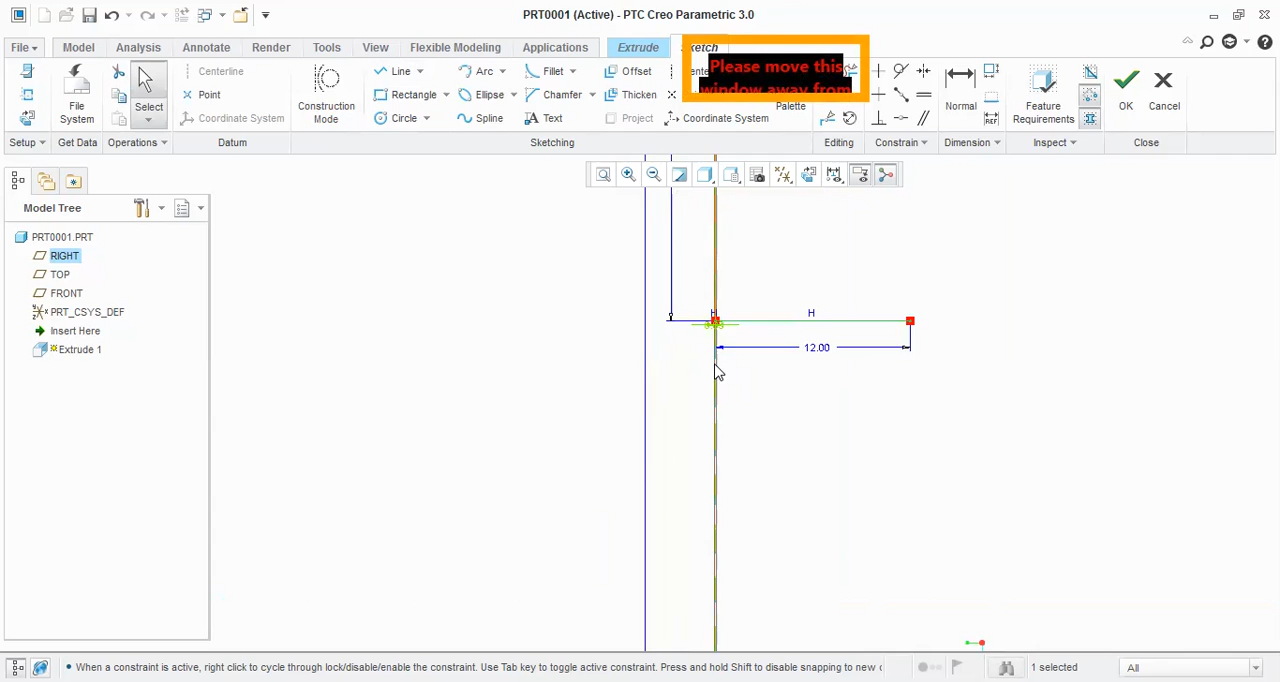 PRT0001 (Active) - PTC Creo Parametric 3.0
File Model Analysis Annotate Render Tools View Flexible Modeling Applications Extrude Sketch
Please move this
window away from
File
System
Select
Centerline
Point
Coordinate System
Construction
Mode
Line Arc Fillet Offset
Rectangle Ellipse Chamfer Thicken
Circle Spline Text Project Coordinate System
Palette
Normal
Feature
Requirements
OK
Cancel
Setup Get Data Operations Datum Sketching Editing Constrain Dimension Inspect Close
Model Tree
PRT0001.PRT
RIGHT
TOP
FRONT
PRT_CSYS_DEF
Insert Here
Extrude 1
H H
12.00
When a constraint is active, right click to cycle through lock/disable/enable the constraint. Use Tab key to toggle active constraint. Press and hold Shift to disable snapping to new c
1 selected
All